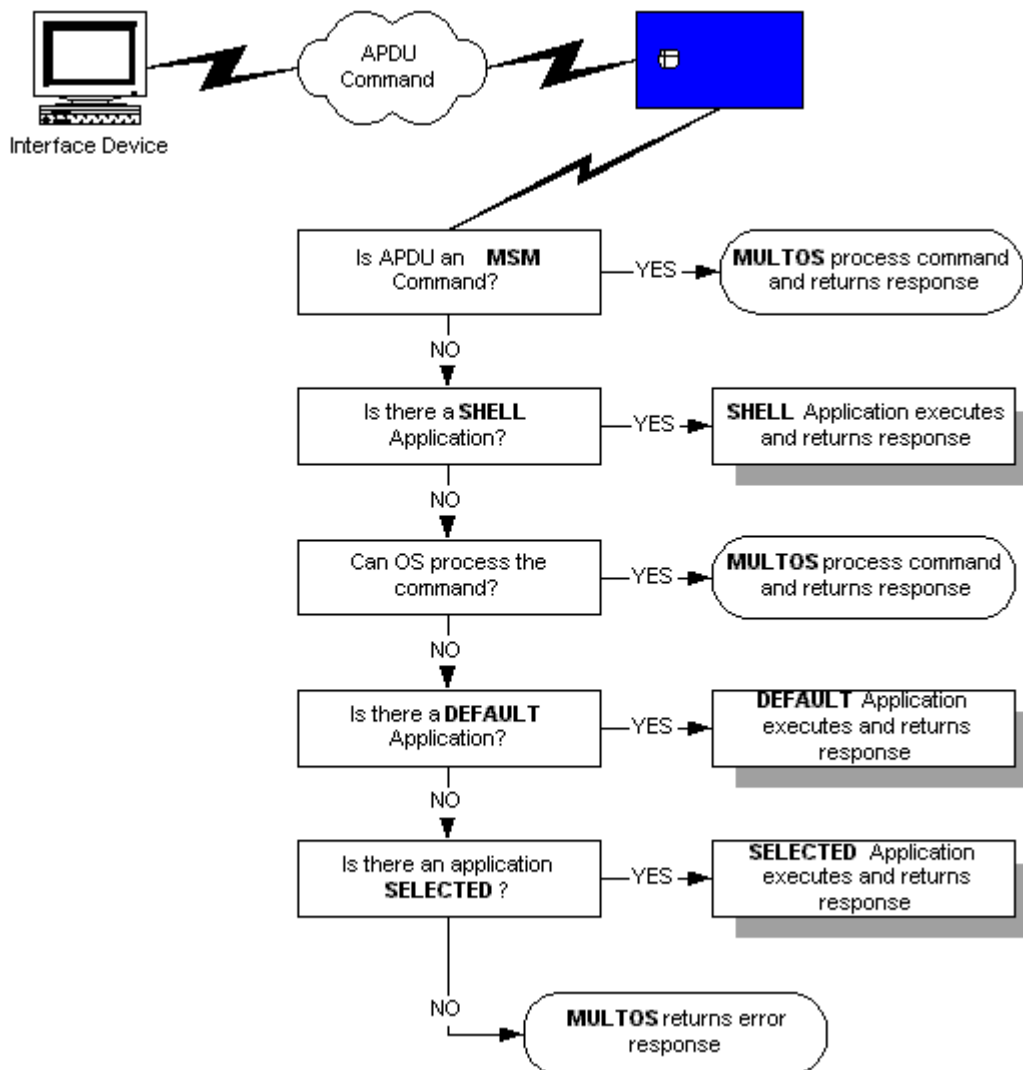 APDU
Command
Interface Device
Is APDU an MSM
Command?
YES
MULTOS process command
and returns response
NO
Is there a SHELL
Application?
YES
SHELL Application executes
and returns response
NO
Can OS process the
command?
YES
MULTOS process command
and returns response
NO
Is there a DEFAULT
Application?
YES
DEFAULT Application
executes and returns
response
NO
Is there an application
SELECTED ?
YES
SELECTED Application
executes and returns
response
NO
MULTOS returns error
response